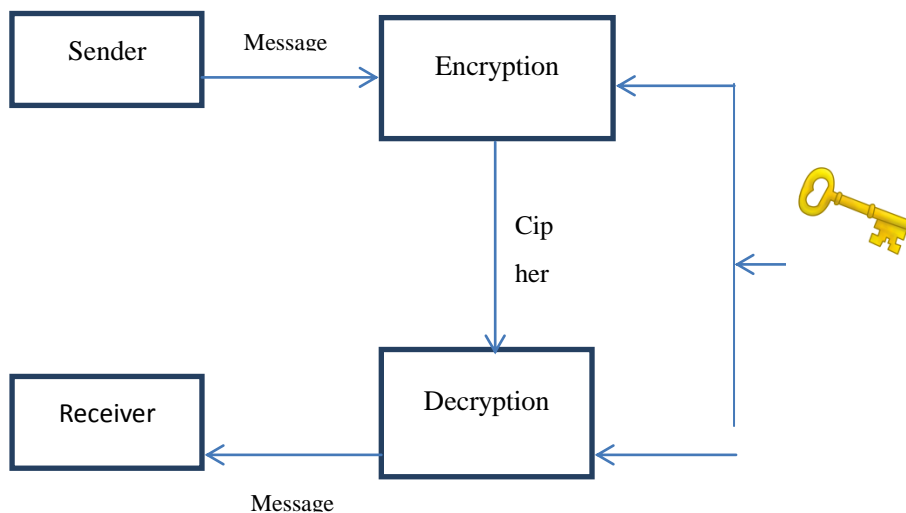 Sender
Message
Encryption
Cip
her
Decryption
Receiver
Message